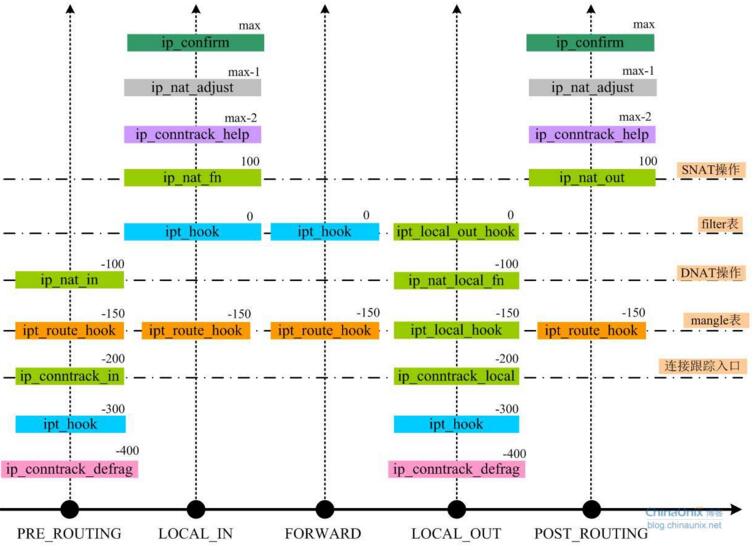 max
max
ip_confirm
ip_confirm
max-1
max-1
ip_nat_adjust
ip_nat_adjust
max-2
max-2
ip_conntrack_help
ip_conntrack_help
100
100
SNAT操作
ip_nat_fn
ip_nat_out
0
0
0
filter表
ipt_hook
ipt_hook
ipt_local_out_hook
-100
-100
DNAT操作
ip_nat_in
ip_nat_local_fn
-150
-150
-150
-150
-150
mangle表
ipt_route_hook
ipt_route_hook
ipt_route_hook
ipt_local_hook
ipt_route_hook
-200
-200
连接跟踪入口
ip_conntrack_in
ip_conntrack_local
-300
-300
ipt_hook
ipt_hook
-400
-400
ip_conntrack_defrag
ip_conntrack_defrag
ChinaUnix 博客
blog.chinaunix.net
PRE_ROUTING
LOCAL_IN
FORWARD
LOCAL_OUT
POST_ROUTING